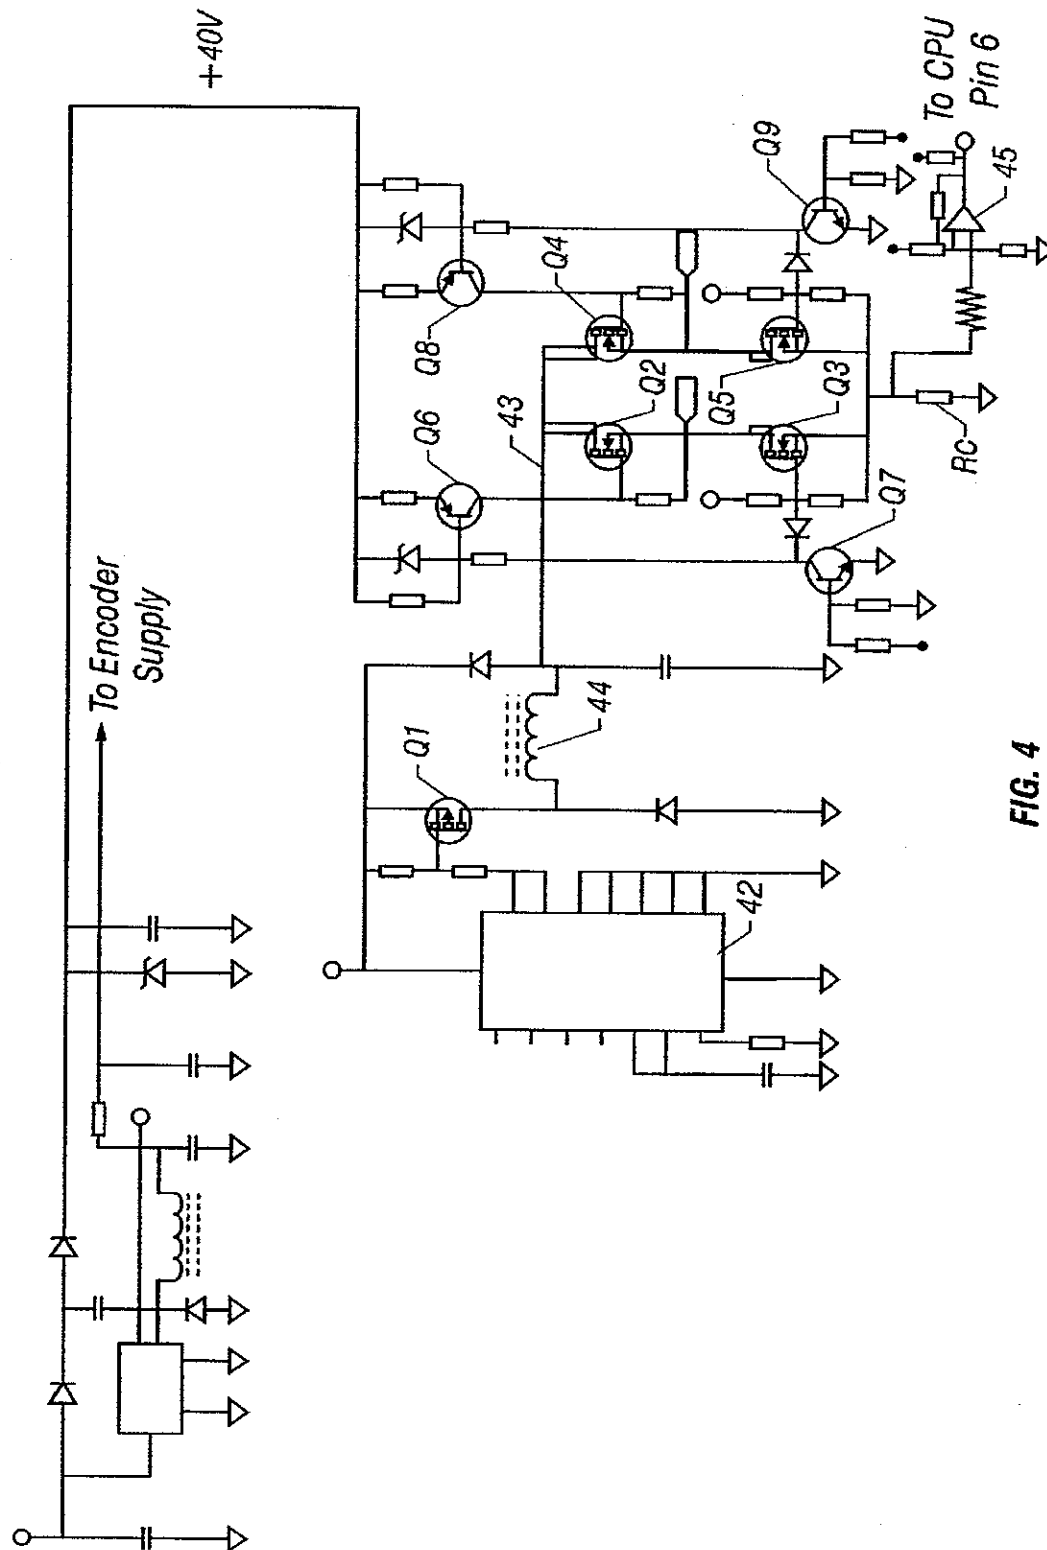 +40V
To Encoder
Supply
Q8
Q6
Q4
Q2
43
Q9
To CPU
Pin 6
45
Q5
Q3
RC
Q7
Q1
44
42
FIG. 4